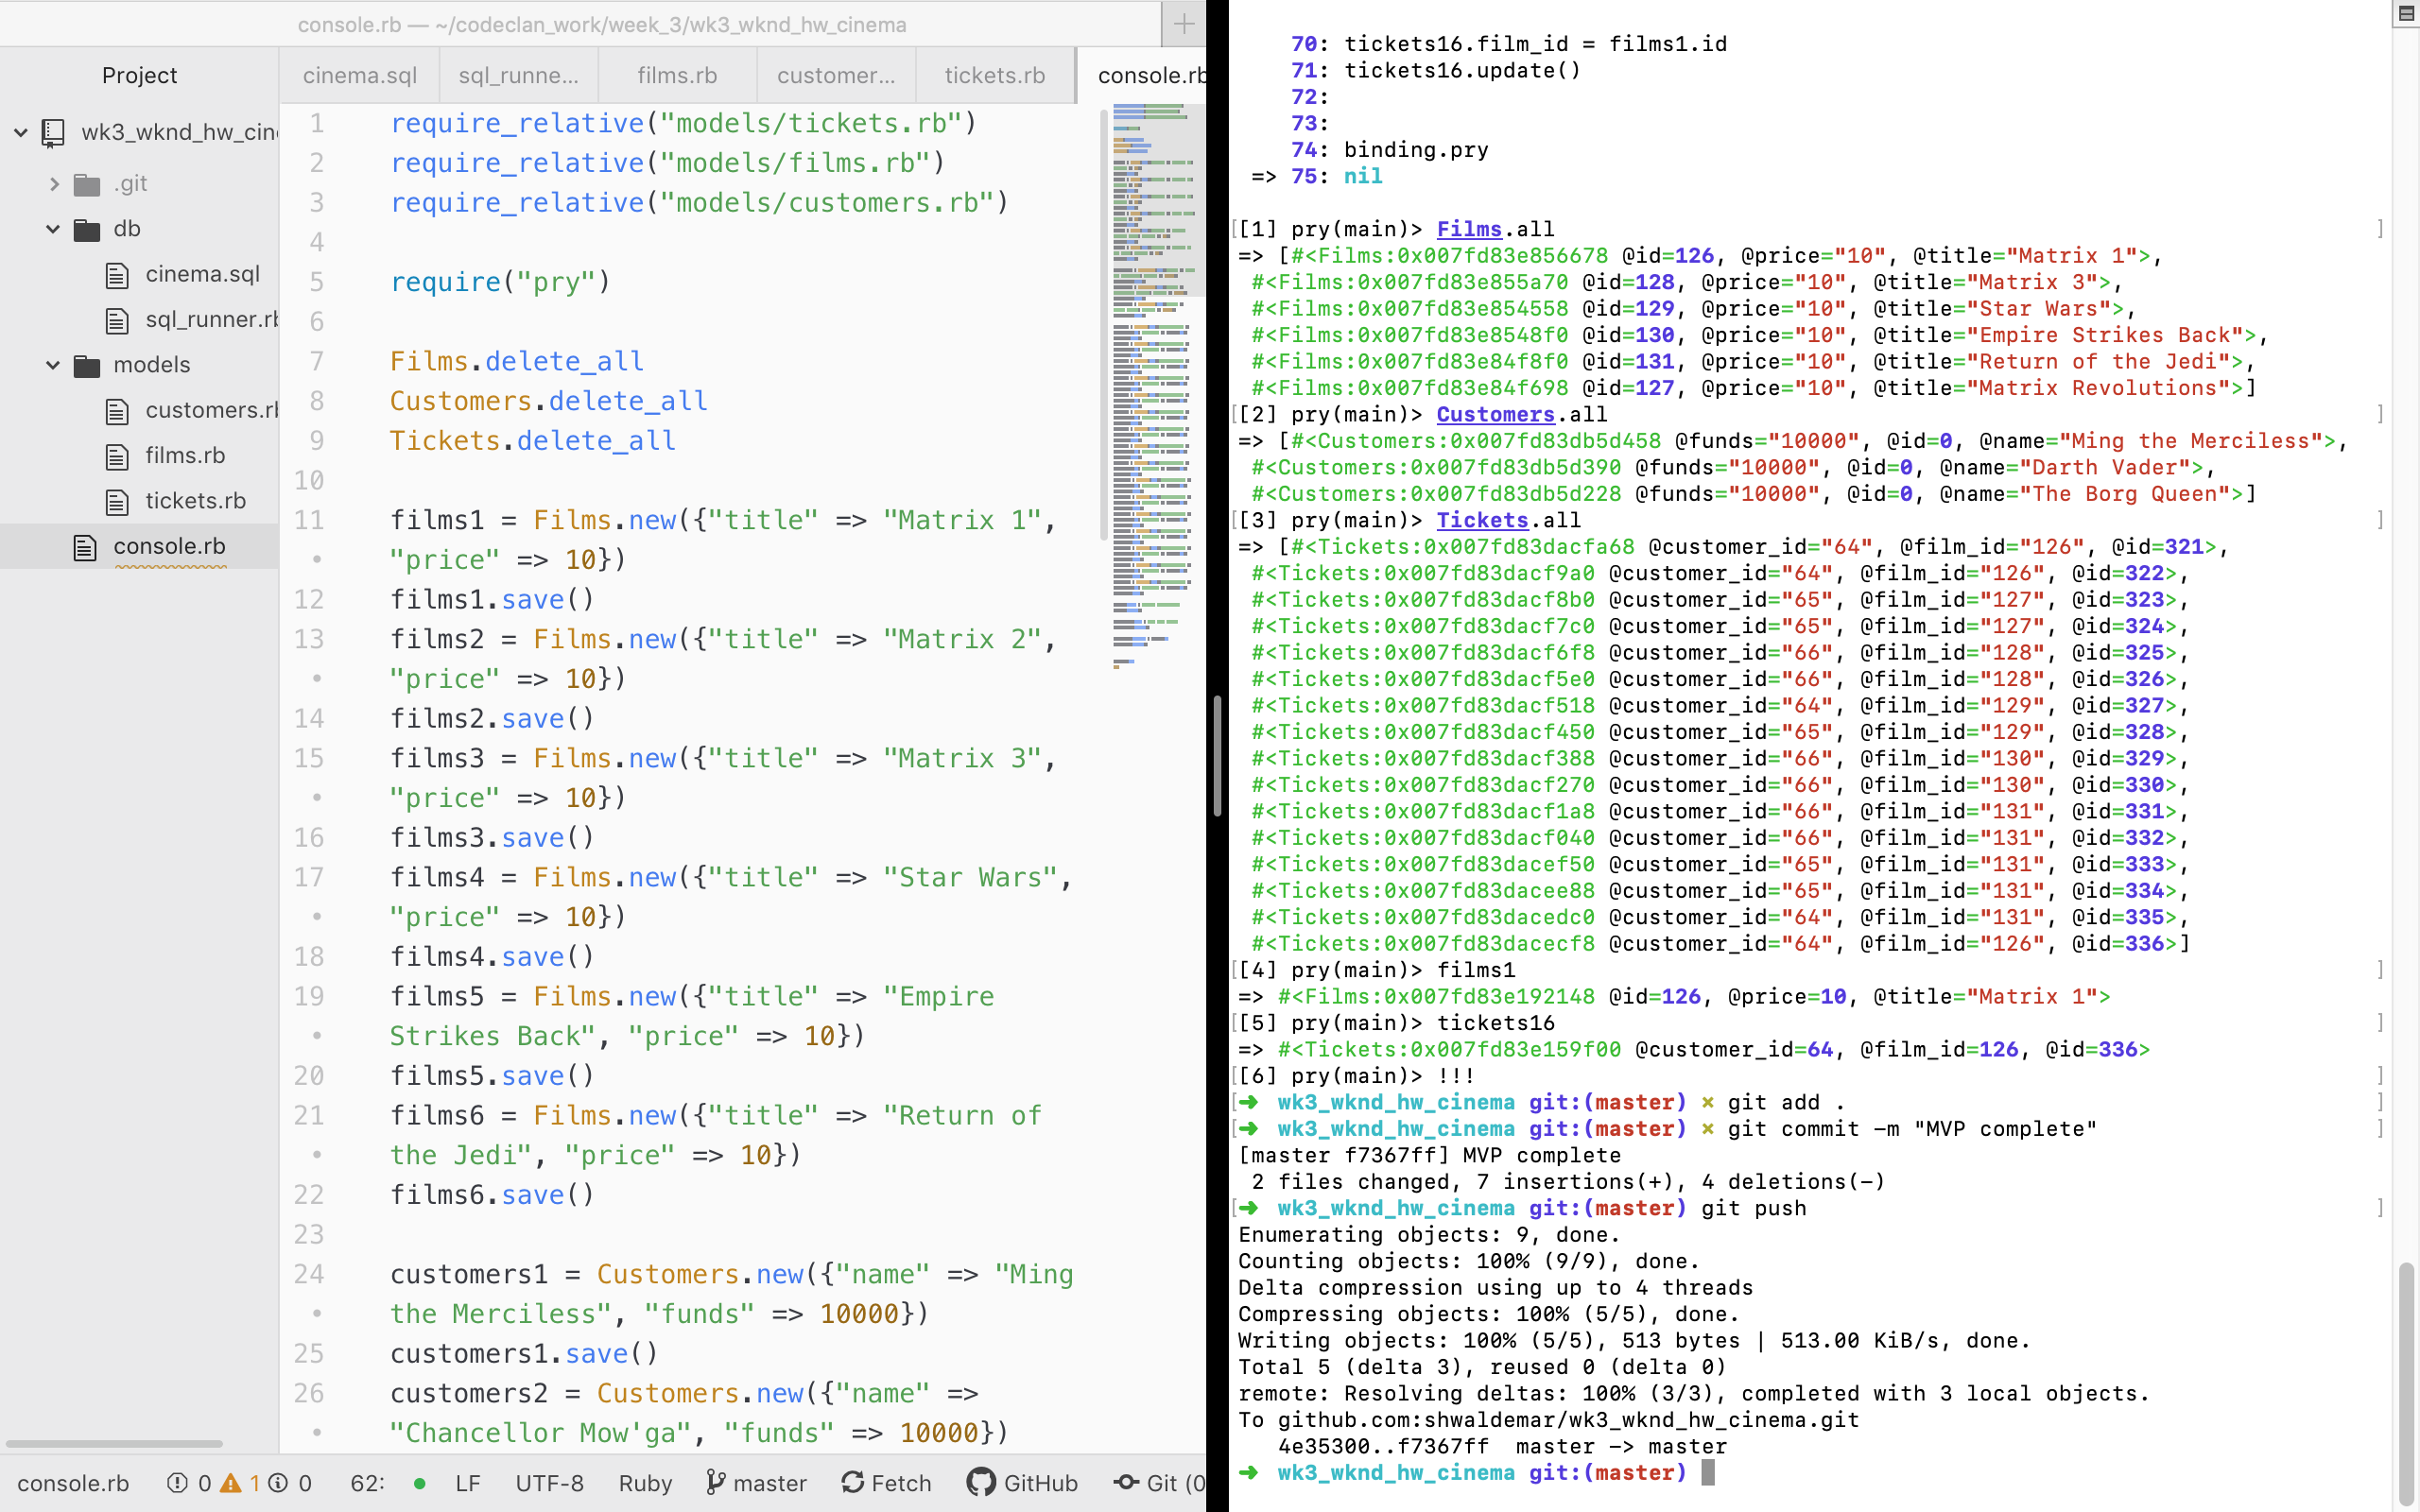 console.rb — ~/codeclan_work/week_3/wk3_wknd_hw_cinema
Project
wk3_wknd_hw_cin
.git
db
cinema.sql
sql_runner.rb
models
customers.rb
films.rb
tickets.rb
console.rb
cinema.sql sql_runne... films.rb customer... tickets.rb console.rb
1 require_relative("models/tickets.rb")
2 require_relative("models/films.rb")
3 require_relative("models/customers.rb")
4
5 require("pry")
6
7 Films.delete_all
8 Customers.delete_all
9 Tickets.delete_all
10
11 films1 = Films.new({"title" => "Matrix 1",
• "price" => 10})
12 films1.save()
13 films2 = Films.new({"title" => "Matrix 2",
• "price" => 10})
14 films2.save()
15 films3 = Films.new({"title" => "Matrix 3",
• "price" => 10})
16 films3.save()
17 films4 = Films.new({"title" => "Star Wars",
• "price" => 10})
18 films4.save()
19 films5 = Films.new({"title" => "Empire
• Strikes Back", "price" => 10})
20 films5.save()
21 films6 = Films.new({"title" => "Return of
• the Jedi", "price" => 10})
22 films6.save()
23
24 customers1 = Customers.new({"name" => "Ming
• the Merciless", "funds" => 10000})
25 customers1.save()
26 customers2 = Customers.new({"name" =>
• "Chancellor Mow'ga", "funds" => 10000})
console.rb 0 1 0 62: LF UTF-8 Ruby master Fetch GitHub Git (0
70: tickets16.film_id = films1.id
71: tickets16.update()
72:
73:
74: binding.pry
=> 75: nil
[1] pry(main)> Films.all
=> [#<Films:0x007fd83e856678 @id=126, @price="10", @title="Matrix 1">,
#<Films:0x007fd83e855a70 @id=128, @price="10", @title="Matrix 3">,
#<Films:0x007fd83e854558 @id=129, @price="10", @title="Star Wars">,
#<Films:0x007fd83e8548f0 @id=130, @price="10", @title="Empire Strikes Back">,
#<Films:0x007fd83e84f8f0 @id=131, @price="10", @title="Return of the Jedi">,
#<Films:0x007fd83e84f698 @id=127, @price="10", @title="Matrix Revolutions">]
[2] pry(main)> Customers.all
=> [#<Customers:0x007fd83db5d458 @funds="10000", @id=0, @name="Ming the Merciless">,
#<Customers:0x007fd83db5d390 @funds="10000", @id=0, @name="Darth Vader">,
#<Customers:0x007fd83db5d228 @funds="10000", @id=0, @name="The Borg Queen">]
[3] pry(main)> Tickets.all
=> [#<Tickets:0x007fd83dacfa68 @customer_id="64", @film_id="126", @id=321>,
#<Tickets:0x007fd83dacf9a0 @customer_id="64", @film_id="126", @id=322>,
#<Tickets:0x007fd83dacf8b0 @customer_id="65", @film_id="127", @id=323>,
#<Tickets:0x007fd83dacf7c0 @customer_id="65", @film_id="127", @id=324>,
#<Tickets:0x007fd83dacf6f8 @customer_id="66", @film_id="128", @id=325>,
#<Tickets:0x007fd83dacf5e0 @customer_id="66", @film_id="128", @id=326>,
#<Tickets:0x007fd83dacf518 @customer_id="64", @film_id="129", @id=327>,
#<Tickets:0x007fd83dacf450 @customer_id="65", @film_id="129", @id=328>,
#<Tickets:0x007fd83dacf388 @customer_id="66", @film_id="130", @id=329>,
#<Tickets:0x007fd83dacf270 @customer_id="66", @film_id="130", @id=330>,
#<Tickets:0x007fd83dacf1a8 @customer_id="66", @film_id="131", @id=331>,
#<Tickets:0x007fd83dacf040 @customer_id="66", @film_id="131", @id=332>,
#<Tickets:0x007fd83dacef50 @customer_id="65", @film_id="131", @id=333>,
#<Tickets:0x007fd83dacee88 @customer_id="65", @film_id="131", @id=334>,
#<Tickets:0x007fd83dacedc0 @customer_id="64", @film_id="131", @id=335>,
#<Tickets:0x007fd83dacecf8 @customer_id="64", @film_id="126", @id=336>]
[4] pry(main)> films1
=> #<Films:0x007fd83e192148 @id=126, @price=10, @title="Matrix 1">
[5] pry(main)> tickets16
=> #<Tickets:0x007fd83e159f00 @customer_id=64, @film_id=126, @id=336>
[6] pry(main)> !!!
➜ wk3_wknd_hw_cinema git:(master) × git add .
➜ wk3_wknd_hw_cinema git:(master) × git commit -m "MVP complete"
[master f7367ff] MVP complete
2 files changed, 7 insertions(+), 4 deletions(-)
➜ wk3_wknd_hw_cinema git:(master) git push
Enumerating objects: 9, done.
Counting objects: 100% (9/9), done.
Delta compression using up to 4 threads
Compressing objects: 100% (5/5), done.
Writing objects: 100% (5/5), 513 bytes | 513.00 KiB/s, done.
Total 5 (delta 3), reused 0 (delta 0)
remote: Resolving deltas: 100% (3/3), completed with 3 local objects.
To github.com:shwaldemar/wk3_wknd_hw_cinema.git
4e35300..f7367ff master -> master
➜ wk3_wknd_hw_cinema git:(master)